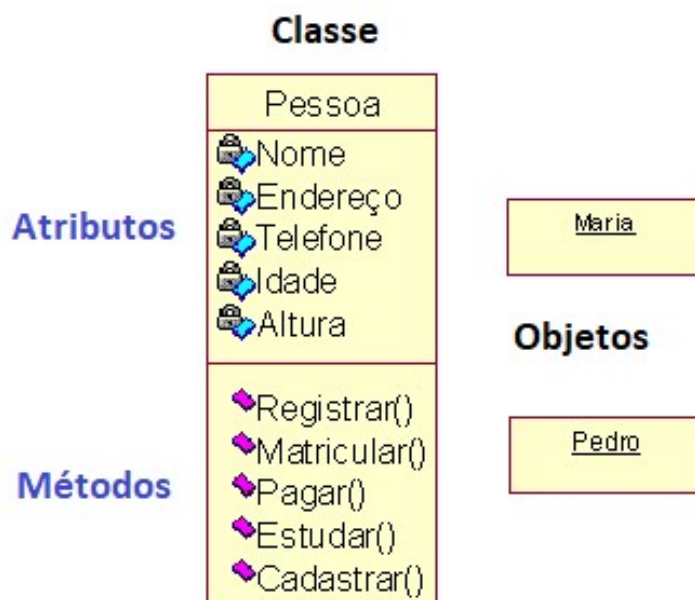 Classe
Pessoa
Atributos
Nome
Endereço
Telefone
Idade
Altura
Métodos
Registrar()
Matricular()
Pagar()
Estudar()
Cadastrar()
Maria
Objetos
Pedro